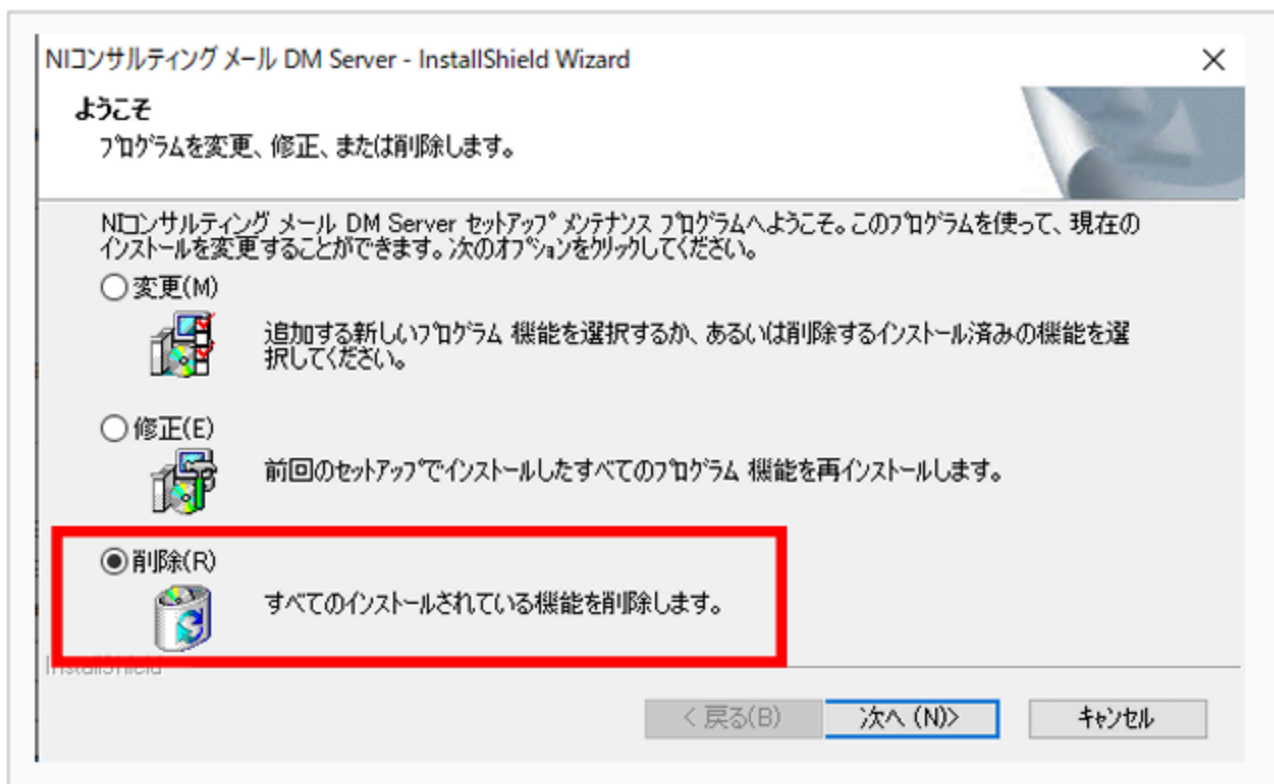 NIコンサルティング メール DM Server - InstallShield Wizard
ようこそ
プログラムを変更、修正、または削除します。
NIコンサルティング メール DM Server セットアップ メンテナンス プログラムへようこそ。このプログラムを使って、現在の
インストールを変更することができます。次のオプションをクリックしてください。
変更(M)
追加する新しいプログラム 機能を選択するか、あるいは削除するインストール済みの機能を選
択してください。
修正(E)
前回のセットアップでインストールしたすべてのプログラム 機能を再インストールします。
削除(R)
すべてのインストールされている機能を削除します。
InstallShield
< 戻る(B)
次へ (N)>
キャンセル